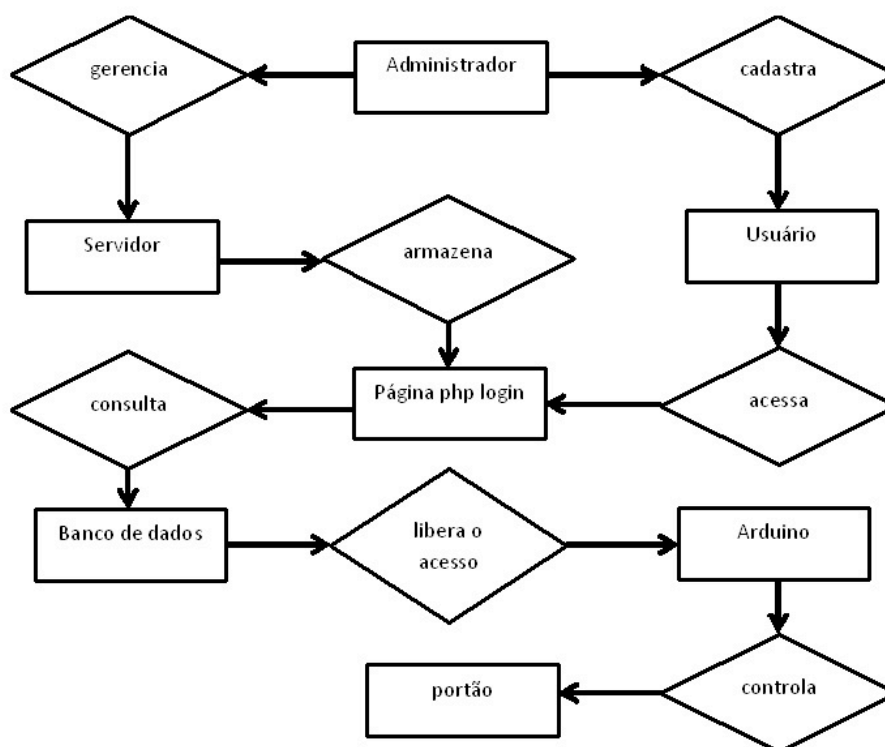 gerencia
Administrador
cadastra
Servidor
armazena
Usuário
consulta
Página php login
acessa
Banco de dados
libera o
acesso
Arduino
portão
controla